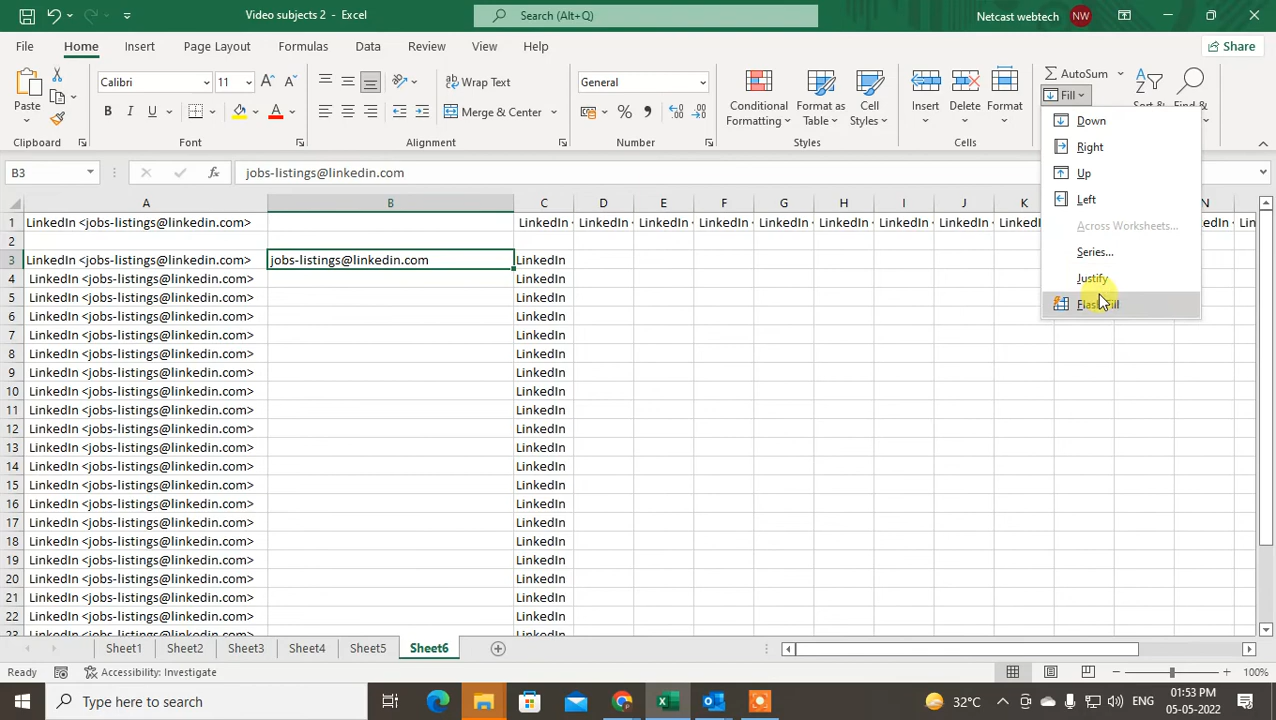 Video subjects 2 - Excel
Search (Alt+Q)
Netcast webtech NW
File Home Insert Page Layout Formulas Data Review View Help Share
Paste Calibri 11 Wrap Text General Conditional Format as Cell Insert Delete Format AutoSum
B I U Merge & Center Formatting Table Styles Fill
Clipboard Font Alignment Number Styles Cells
Down
Right
Up
Left
Across Worksheets...
Series...
Justify
Flash Fill
B3 jobs-listings@linkedin.com
A B C D E F G H I J K N
1 LinkedIn <jobs-listings@linkedin.com> LinkedIn LinkedIn LinkedIn LinkedIn LinkedIn LinkedIn LinkedIn LinkedIn LinkedIn
2
3 LinkedIn <jobs-listings@linkedin.com> jobs-listings@linkedin.com LinkedIn
4 LinkedIn <jobs-listings@linkedin.com> LinkedIn
5 LinkedIn <jobs-listings@linkedin.com> LinkedIn
6 LinkedIn <jobs-listings@linkedin.com> LinkedIn
7 LinkedIn <jobs-listings@linkedin.com> LinkedIn
8 LinkedIn <jobs-listings@linkedin.com> LinkedIn
9 LinkedIn <jobs-listings@linkedin.com> LinkedIn
10 LinkedIn <jobs-listings@linkedin.com> LinkedIn
11 LinkedIn <jobs-listings@linkedin.com> LinkedIn
12 LinkedIn <jobs-listings@linkedin.com> LinkedIn
13 LinkedIn <jobs-listings@linkedin.com> LinkedIn
14 LinkedIn <jobs-listings@linkedin.com> LinkedIn
15 LinkedIn <jobs-listings@linkedin.com> LinkedIn
16 LinkedIn <jobs-listings@linkedin.com> LinkedIn
17 LinkedIn <jobs-listings@linkedin.com> LinkedIn
18 LinkedIn <jobs-listings@linkedin.com> LinkedIn
19 LinkedIn <jobs-listings@linkedin.com> LinkedIn
20 LinkedIn <jobs-listings@linkedin.com> LinkedIn
21 LinkedIn <jobs-listings@linkedin.com> LinkedIn
22 LinkedIn <jobs-listings@linkedin.com> LinkedIn
23 LinkedIn <jobs-listings@linkedin.com> LinkedIn
Sheet1 Sheet2 Sheet3 Sheet4 Sheet5 Sheet6
Ready Accessibility: Investigate 100%
Type here to search 32°C ENG 01:53 PM
05-05-2022